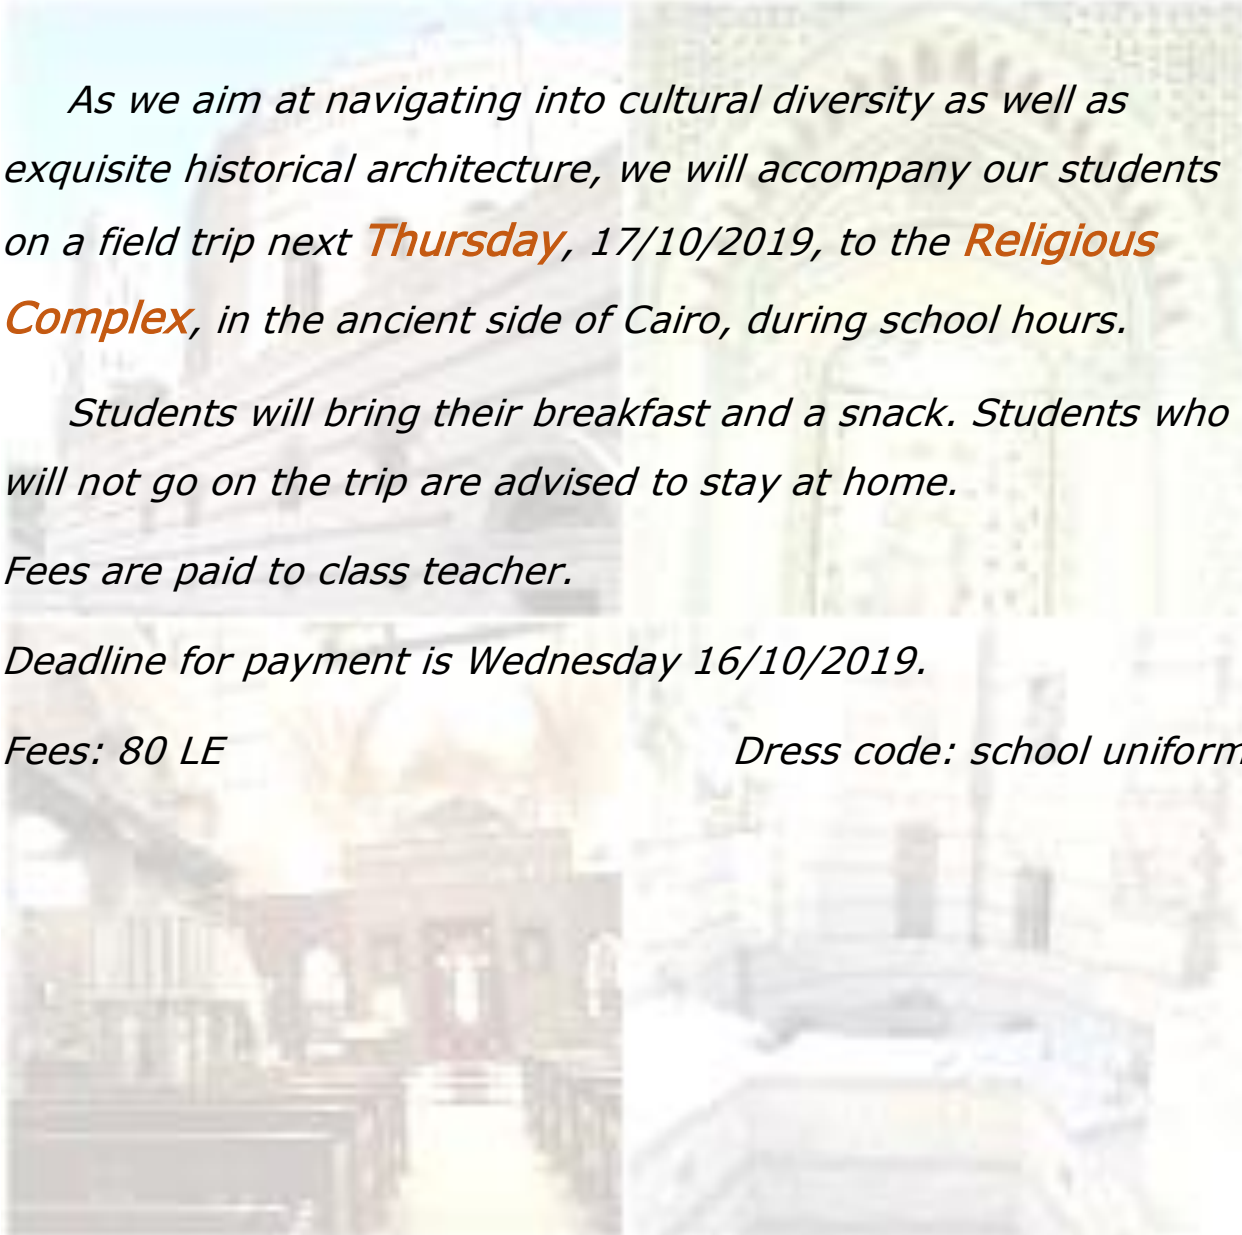 As we aim at navigating into cultural diversity as well as
exquisite historical architecture, we will accompany our students
on a field trip next Thursday, 17/10/2019, to the Religious
Complex, in the ancient side of Cairo, during school hours.
Students will bring their breakfast and a snack. Students who
will not go on the trip are advised to stay at home.
Fees are paid to class teacher.
Deadline for payment is Wednesday 16/10/2019.
Fees: 80 LE Dress code: school uniform